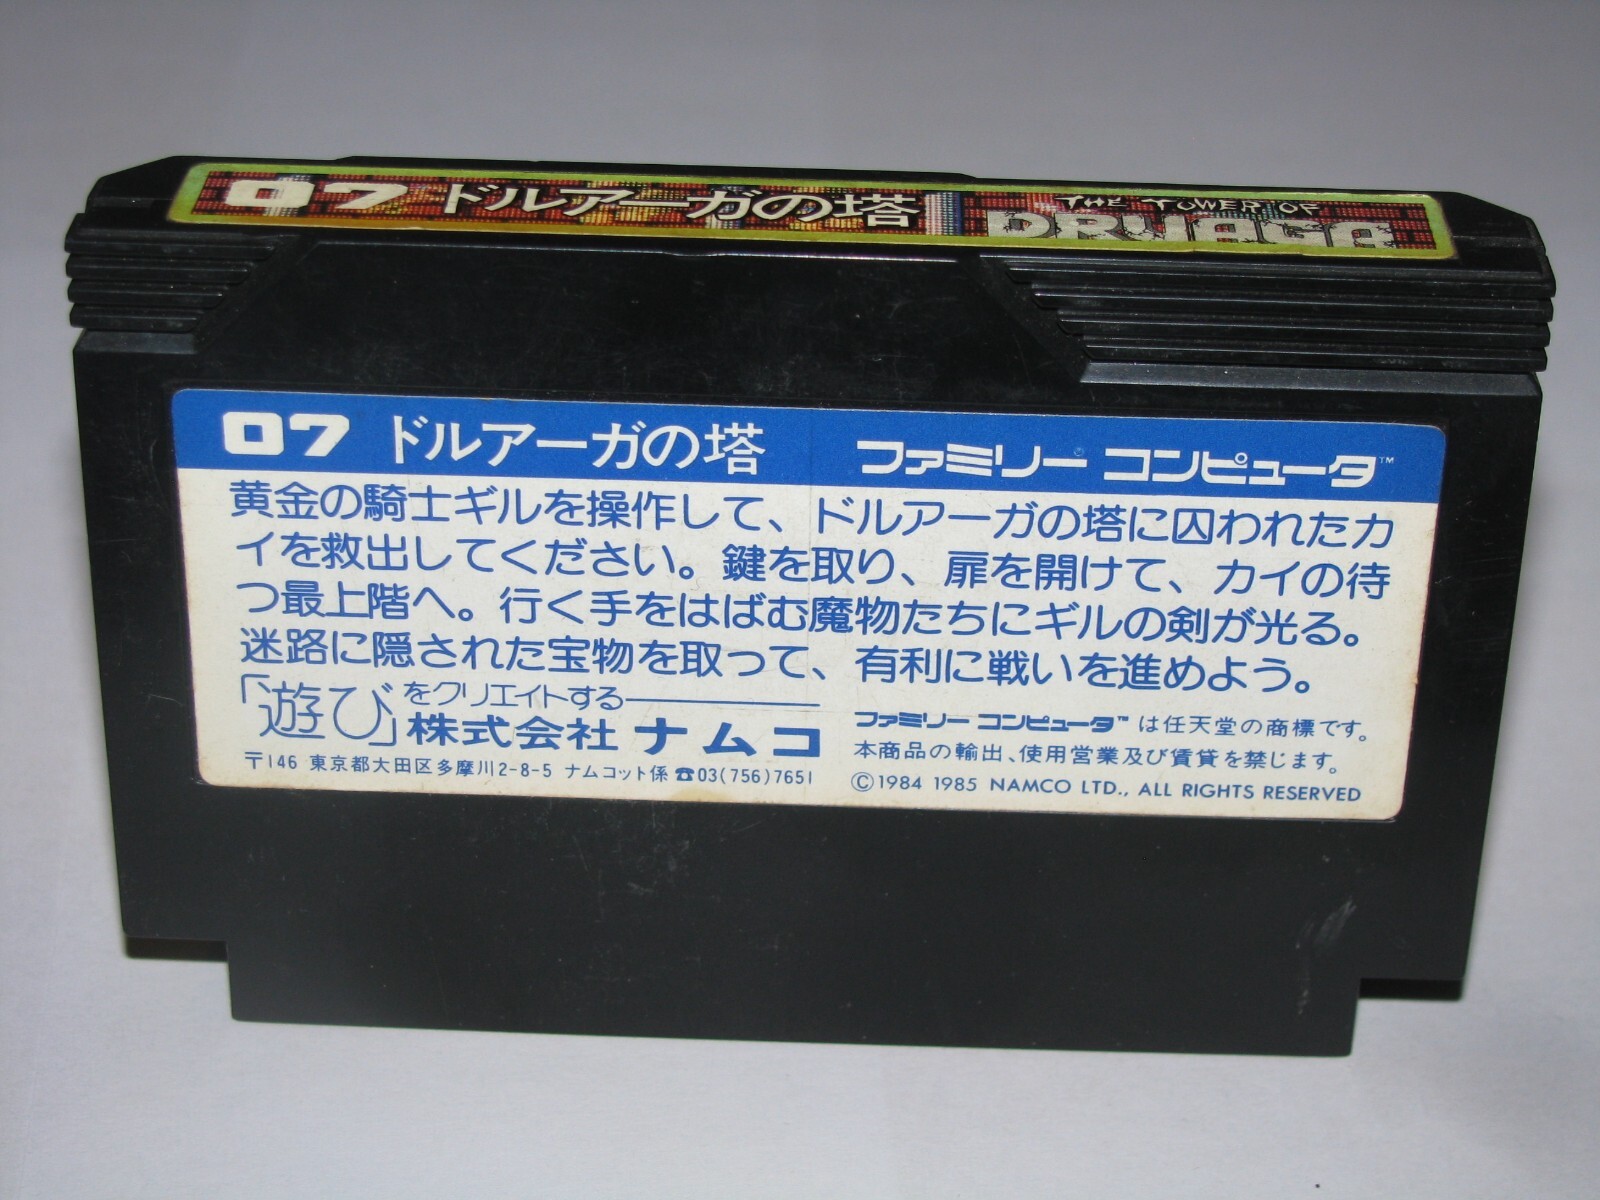 07 ドルアーガの塔 THE TOWER OF DRUAGA
07 ドルアーガの塔 ファミリー コンピュータ™
黄金の騎士ギルを操作して、ドルアーガの塔に囚われたカ
イを救出してください。鍵を取り、扉を開けて、カイの待
つ最上階へ。行く手をはばむ魔物たちにギルの剣が光る。
迷路に隠された宝物を取って、有利に戦いを進めよう。
「遊び」をクリエイトする
株式会社 ナムコ
〒146 東京都大田区多摩川2-8-5 ナムコット係 ☎03(756)7651
ファミリー コンピュータ™ は任天堂の商標です。
本商品の輸出、使用営業及び賃貸を禁じます。
©1984 1985 NAMCO LTD., ALL RIGHTS RESERVED